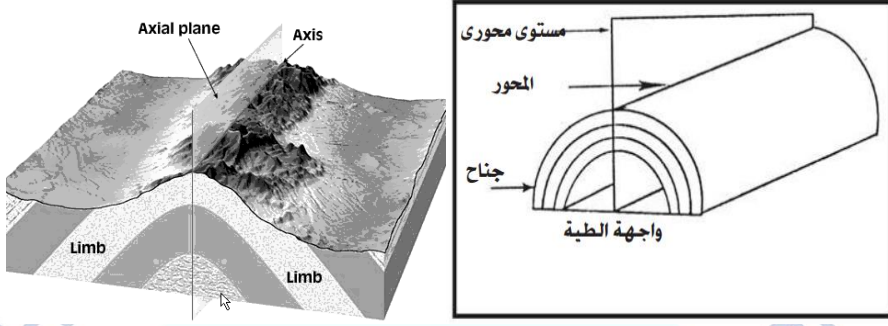 Axial plane
Axis
Limb
Limb
مستوى محورى
المحور
جناح
واجهة الطية